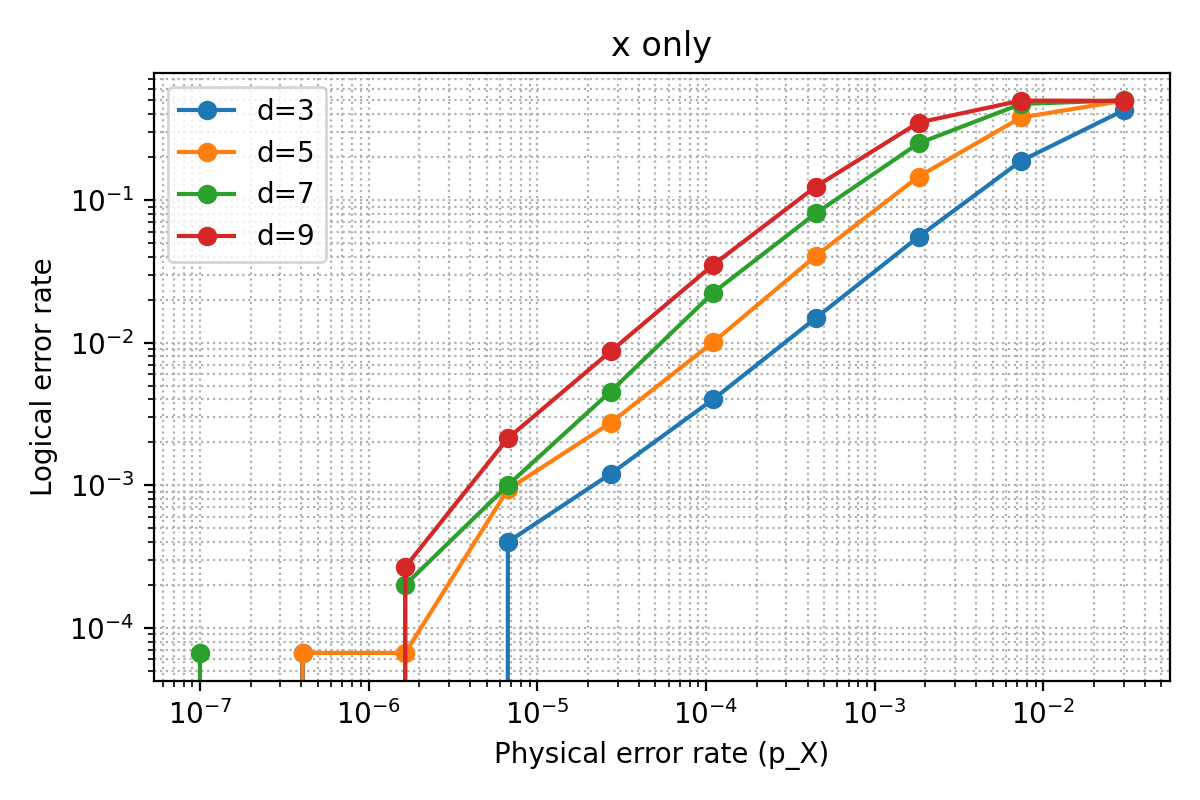 x only
d=3
d=5
d=7
d=9
Logical error rate
10⁻¹
10⁻²
10⁻³
10⁻⁴
10⁻⁷ 10⁻⁶ 10⁻⁵ 10⁻⁴ 10⁻³ 10⁻²
Physical error rate (p_X)